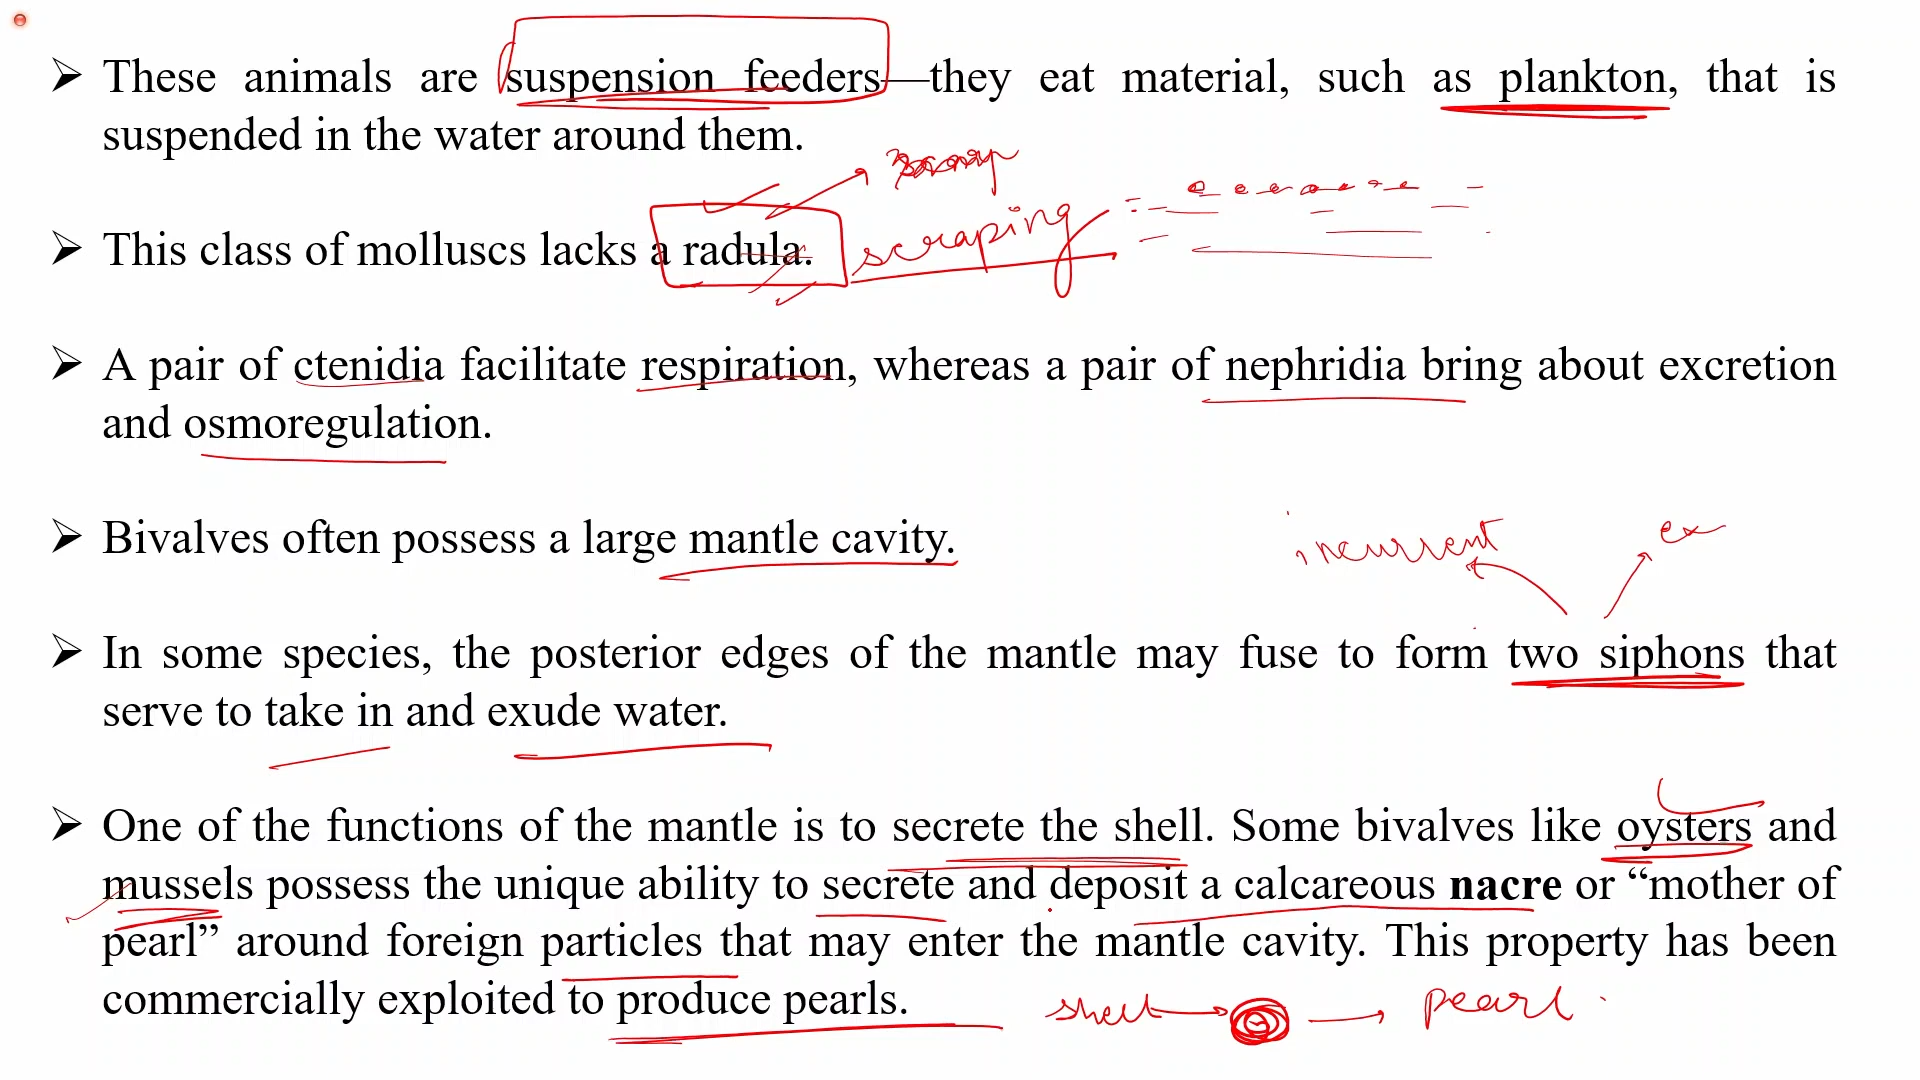 ➢ These animals are suspension feeders—they eat material, such as plankton, that is
suspended in the water around them.
➢ This class of molluscs lacks a radula.
scraping
➢ A pair of ctenidia facilitate respiration, whereas a pair of nephridia bring about excretion
and osmoregulation.
➢ Bivalves often possess a large mantle cavity.
incurrent
ex
➢ In some species, the posterior edges of the mantle may fuse to form two siphons that
serve to take in and exude water.
➢ One of the functions of the mantle is to secrete the shell. Some bivalves like oysters and
mussels possess the unique ability to secrete and deposit a calcareous nacre or “mother of
pearl” around foreign particles that may enter the mantle cavity. This property has been
commercially exploited to produce pearls.
shell → → pearl